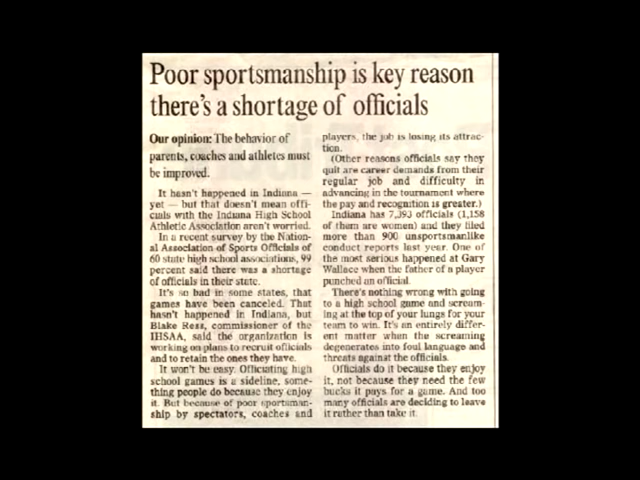 Poor sportsmanship is key reason
there's a shortage of officials
Our opinion: The behavior of
parents, coaches and athletes must
be improved.
It hasn't happened in Indiana —
yet — but that doesn't mean offi-
cials with the Indiana High School
Athletic Association aren't worried.
In a recent survey by the Nation-
al Association of Sports Officials of
60 state high school associations, 99
percent said there was a shortage
of officials in their state.
It's so bad in some states, that
games have been canceled. That
hasn't happened in Indiana, but
Blake Ress, commissioner of the
IHSAA, said the organization is
working on plans to recruit officials
and to retain the ones they have.
It won't be easy. Officiating high
school games is a sideline, some-
thing people do because they enjoy
it. But because of poor sportsman-
ship by spectators, coaches and
players, the job is losing its attrac-
tion.
(Other reasons officials say they
quit are career demands from their
regular job and difficulty in
advancing in the tournament where
the pay and recognition is greater.)
Indiana has 7,393 officials (1,158
of them are women) and they filed
more than 900 unsportsmanlike
conduct reports last year. One of
the most serious happened at Gary
Wallace when the father of a player
punched an official.
There's nothing wrong with going
to a high school game and scream-
ing at the top of your lungs for your
team to win. It's an entirely differ-
ent matter when the screaming
degenerates into foul language and
threats against the officials.
Officials do it because they enjoy
it, not because they need the few
bucks it pays for a game. And too
many officials are deciding to leave
it rather than take it.